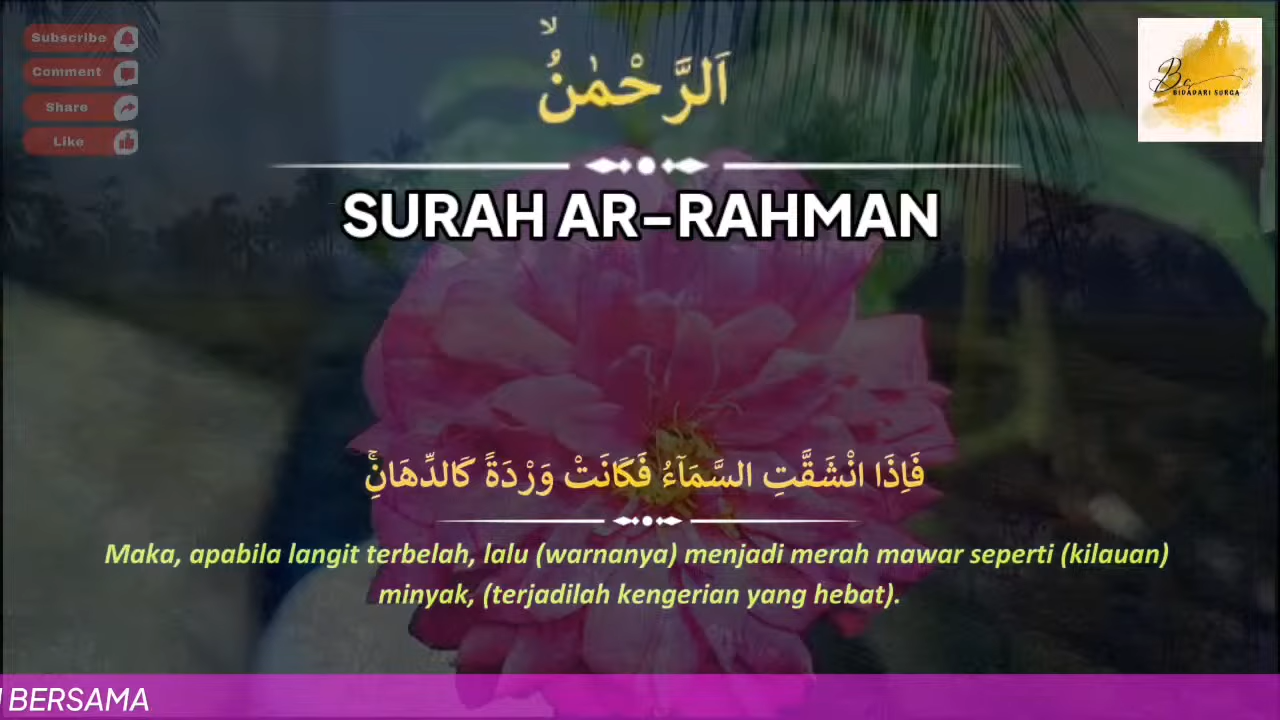 Subscribe
Comment
Share
Like
اَلرَّحْمٰنُۙ
BIDADARI SURGA
SURAH AR-RAHMAN
فَاِذَا انْشَقَّتِ السَّمَاۤءُ فَكَانَتْ وَرْدَةً كَالدِّهَانِۚ
Maka, apabila langit terbelah, lalu (warnanya) menjadi merah mawar seperti (kilauan)
minyak, (terjadilah kengerian yang hebat).
BERSAMA